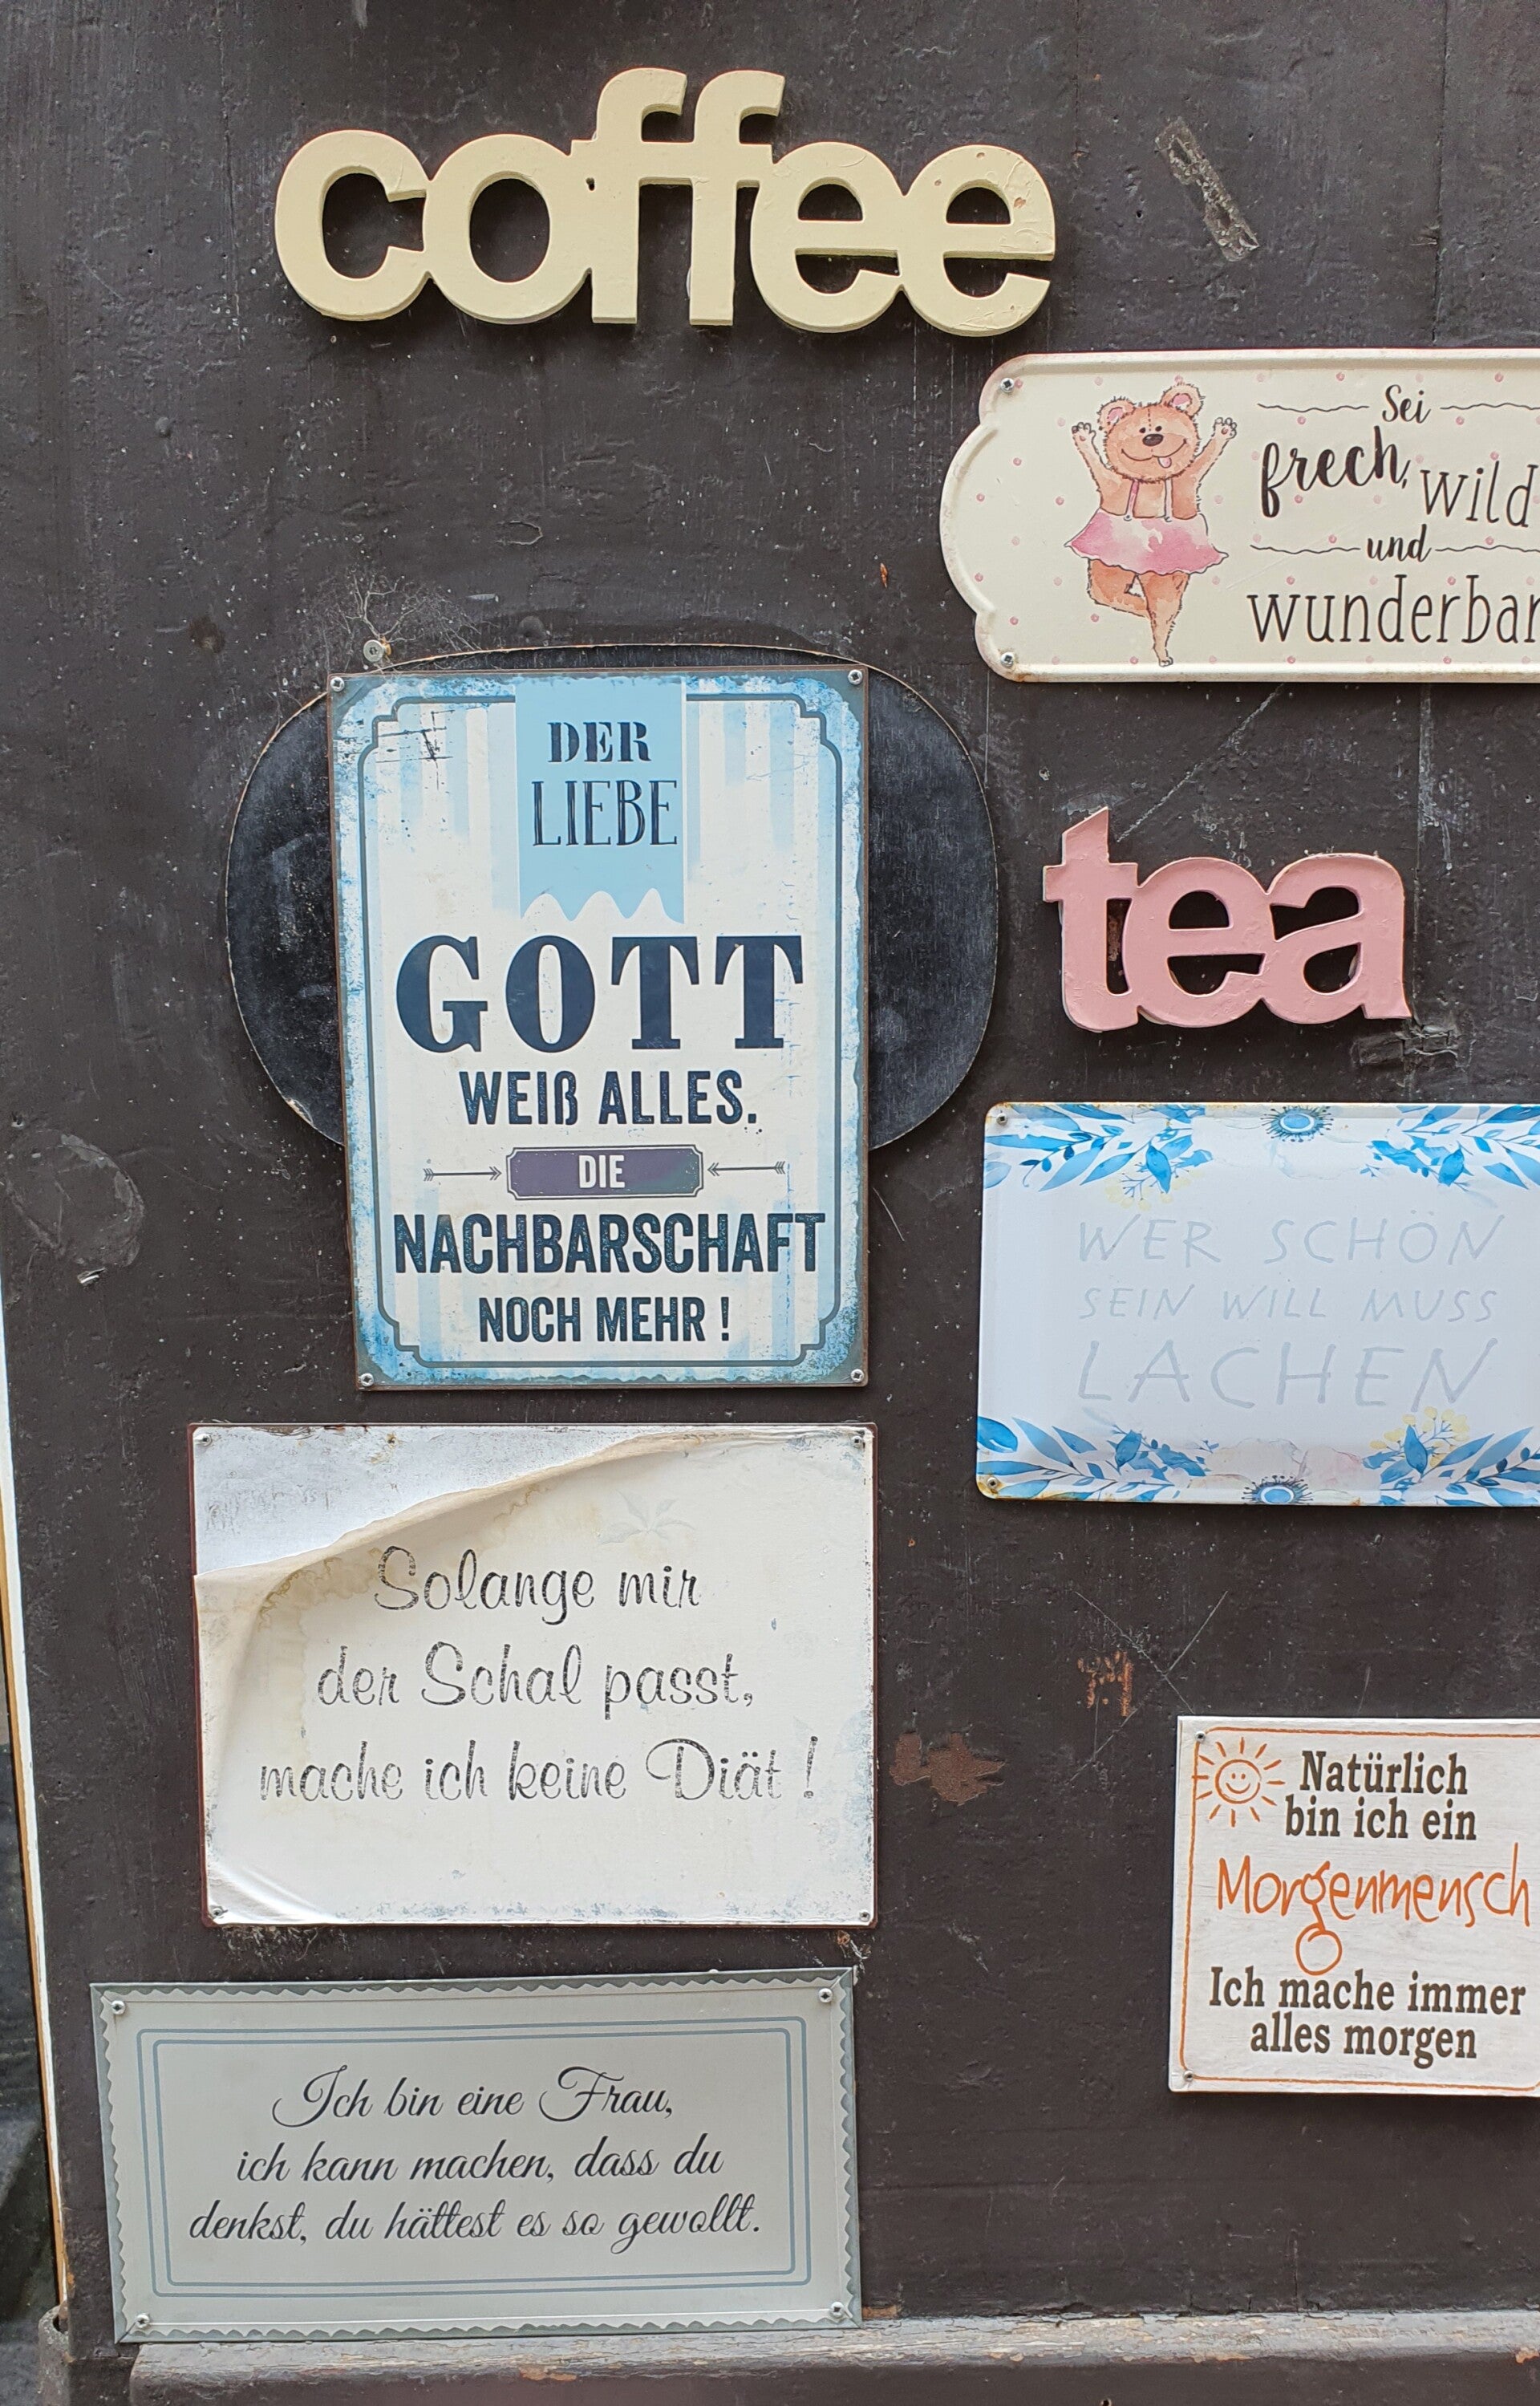 coffee
Sei
frech, wild
und
wunderbar
DER
LIEBE
GOTT
WEIß ALLES.
DIE
NACHBARSCHAFT
NOCH MEHR !
tea
WER SCHÖN
SEIN WILL MUSS
LACHEN
Solange mir
der Schal passt,
mache ich keine Diät !
Natürlich
bin ich ein
Morgenmensch
Ich mache immer
alles morgen
Ich bin eine Frau,
ich kann machen, dass du
denkst, du hättest es so gewollt.